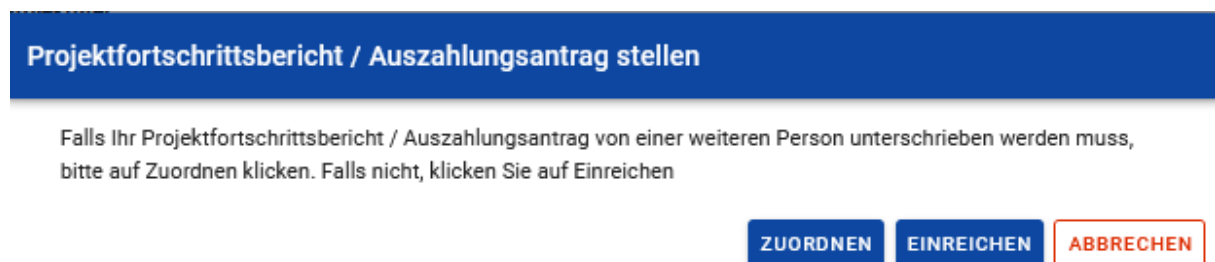 Projektfortschrittsbericht / Auszahlungsantrag stellen
Falls Ihr Projektfortschrittsbericht / Auszahlungsantrag von einer weiteren Person unterschrieben werden muss,
bitte auf Zuordnen klicken. Falls nicht, klicken Sie auf Einreichen
ZUORDNEN EINREICHEN ABBRECHEN